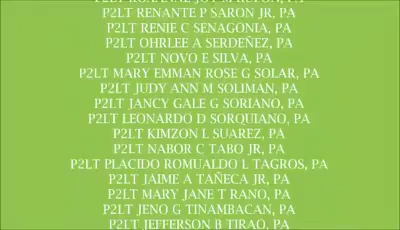 P2LT RENANTE P SARON JR, PA
P2LT RENIE C SENAGONIA, PA
P2LT OHRLEE A SERDEÑEZ, PA
P2LT NOVO E SILVA, PA
P2LT MARY EMMAN ROSE G SOLAR, PA
P2LT JUDY ANN M SOLIMAN, PA
P2LT JANCY GALE G SORIANO, PA
P2LT LEONARDO D SORQUIANO, PA
P2LT KIMZON L SUAREZ, PA
P2LT NABOR C TABO JR, PA
P2LT PLACIDO ROMUALDO L TAGROS, PA
P2LT JAIME A TAÑECA JR, PA
P2LT MARY JANE T RANO, PA
P2LT JENO G TINAMBACAN, PA
P2LT JEFFERSON B TIRAO, PA